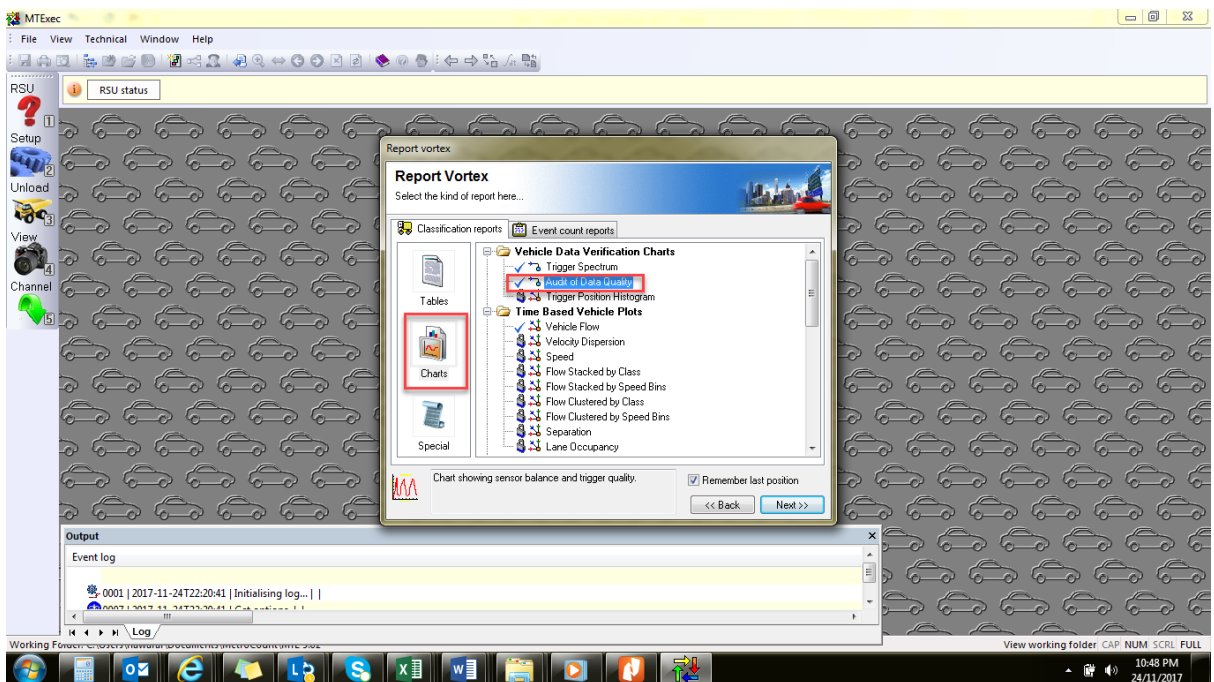 MTExec
File View Technical Window Help
RSU
RSU status
1
Setup
2
Unload
3
View
4
Channel
5
Report vortex
Report Vortex
Select the kind of report here...
Classification reports Event count reports
Tables
Charts
Special
Vehicle Data Verification Charts
Trigger Spectrum
Audit of Data Quality
Trigger Position Histogram
Time Based Vehicle Plots
Vehicle Flow
Velocity Dispersion
Speed
Flow Stacked by Class
Flow Stacked by Speed Bins
Flow Clustered by Class
Flow Clustered by Speed Bins
Separation
Lane Occupancy
Chart showing sensor balance and trigger quality.
Remember last position
<< Back Next >>
Output
Event log
0001 | 2017-11-24T22:20:41 | Initialising log... | |
Log
View working folder CAP NUM SCRL FULL
10:48 PM
24/11/2017